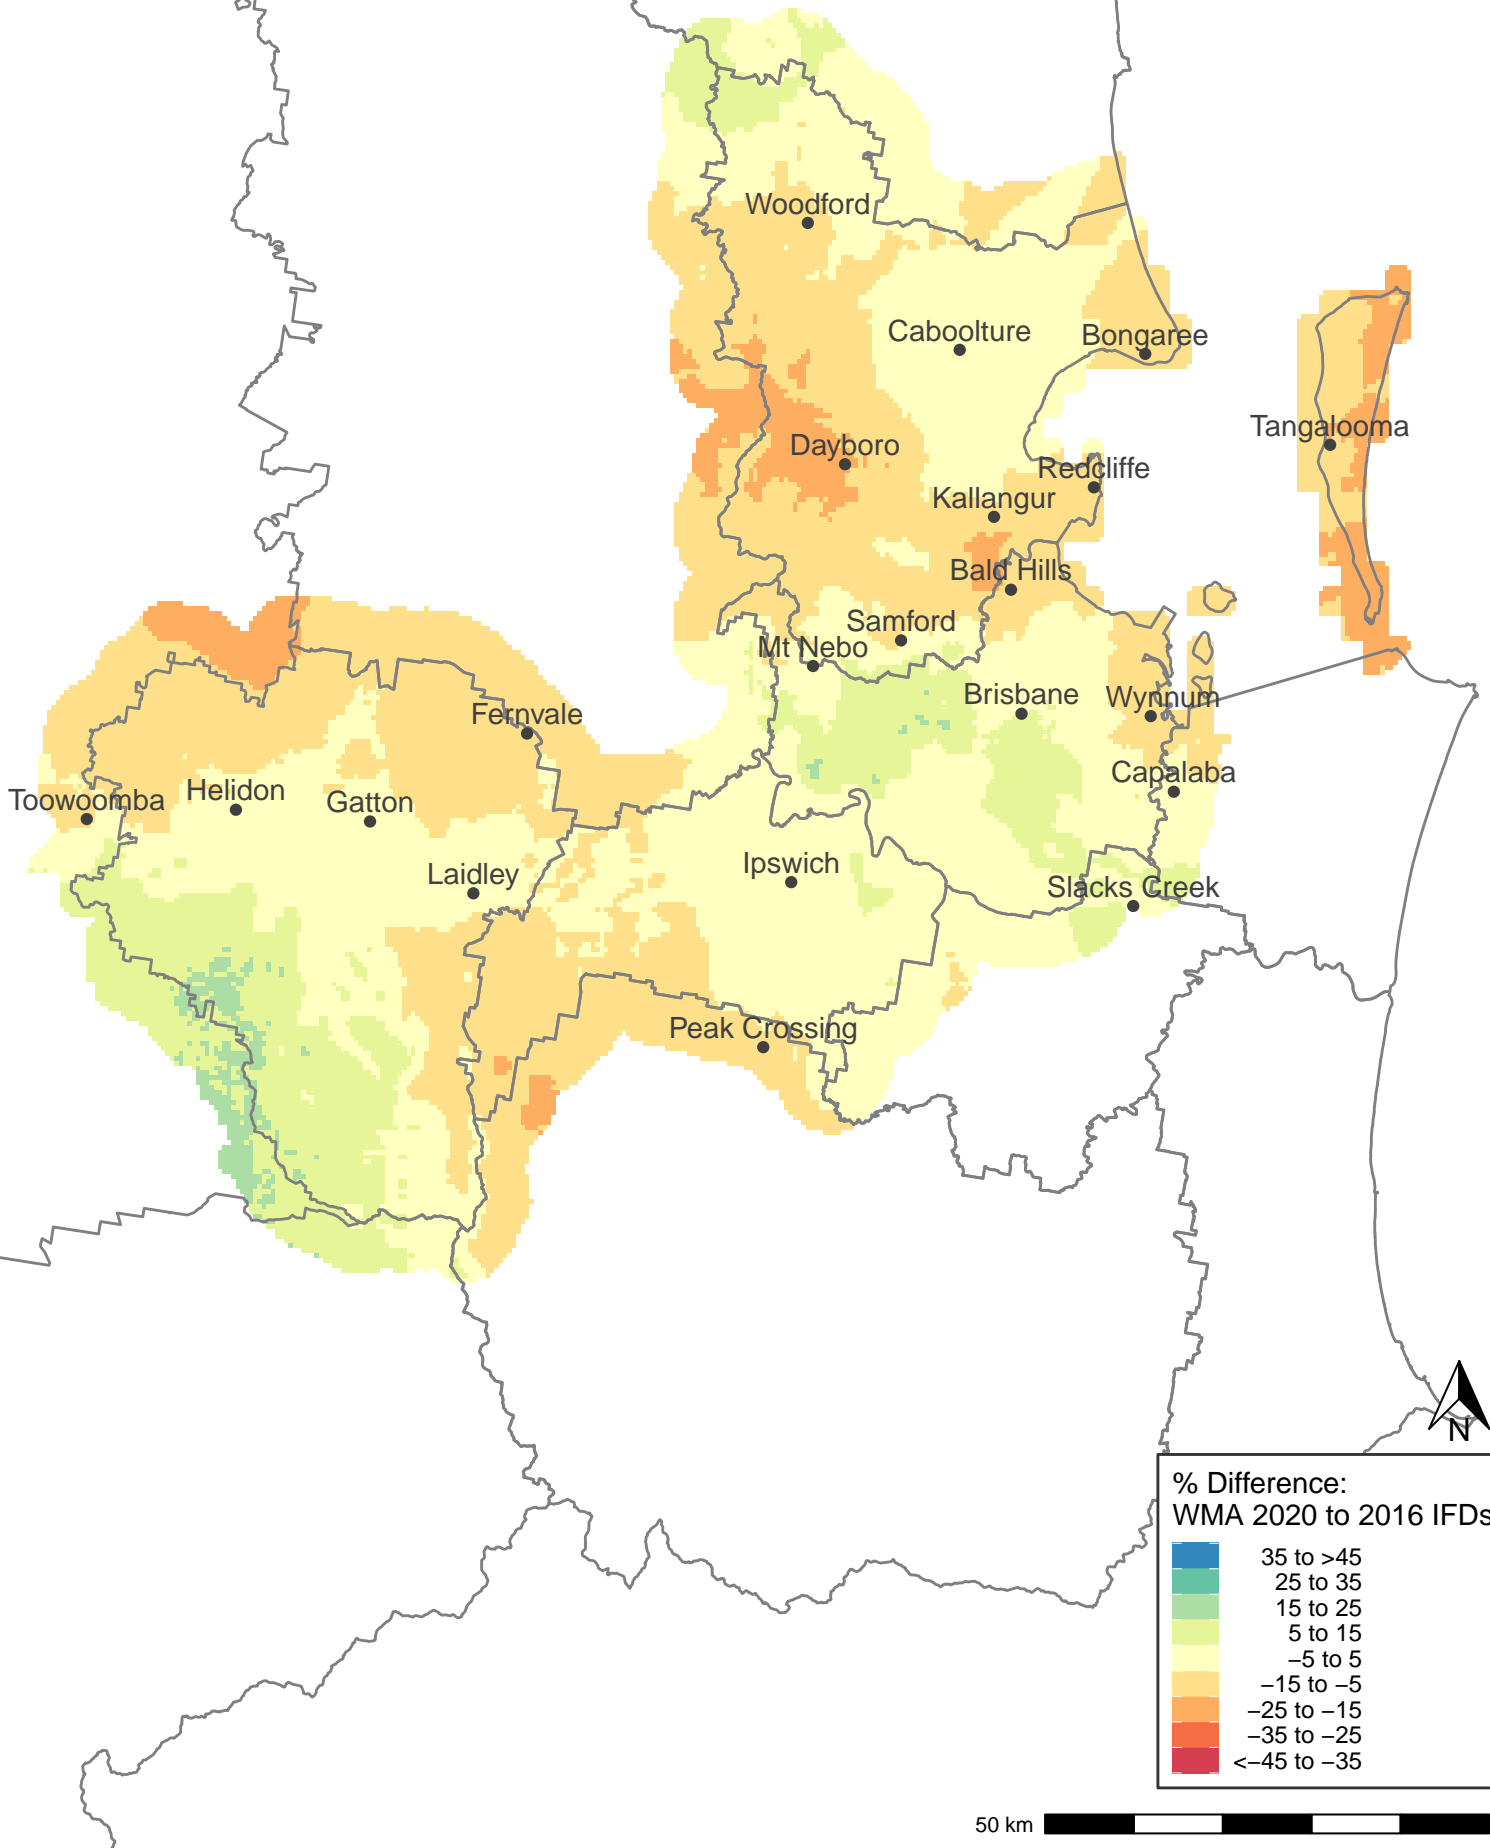 Woodford
Caboolture
Bongaree
Tangalooma
Dayboro
Redcliffe
Kallangur
Bald Hills
Samford
Mt Nebo
Brisbane
Wynnum
Fernvale
Capalaba
Toowoomba
Helidon
Gatton
Ipswich
Laidley
Slacks Creek
Peak Crossing
N
% Difference:
WMA 2020 to 2016 IFDs
35 to >45
25 to 35
15 to 25
5 to 15
−5 to 5
−15 to −5
−25 to −15
−35 to −25
<−45 to −35
50 km